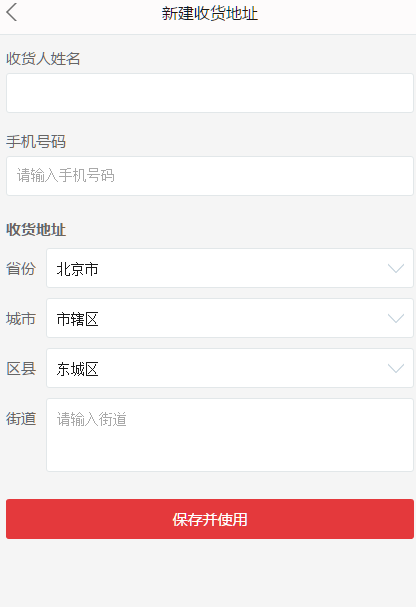 新建收货地址
收货人姓名
手机号码
请输入手机号码
收货地址
省份 北京市
城市 市辖区
区县 东城区
街道 请输入街道
保存并使用